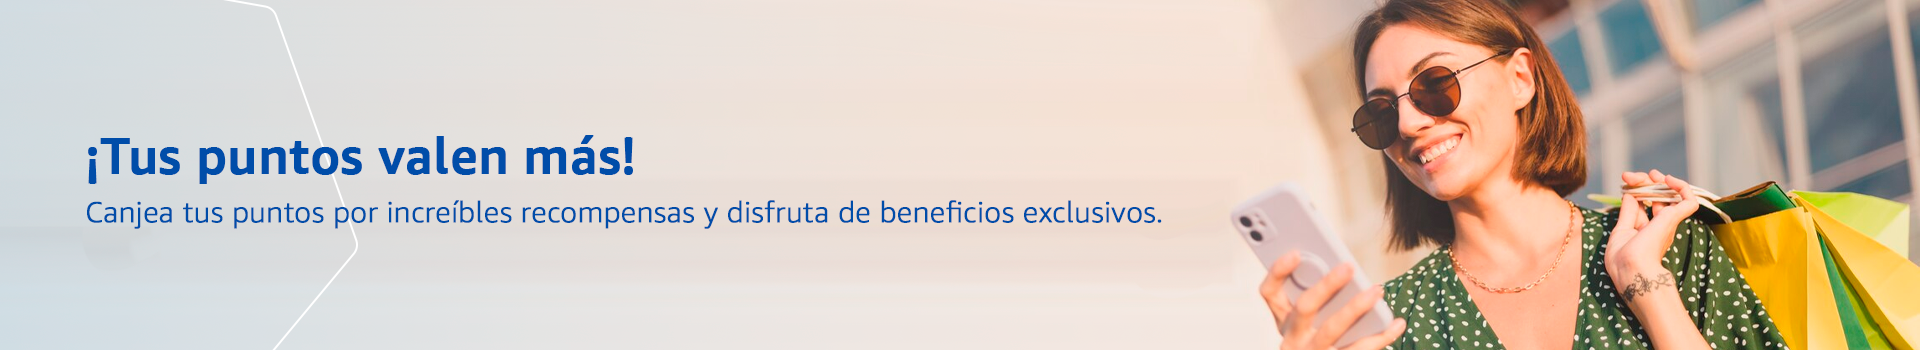 ¡Tus puntos valen más!
Canjea tus puntos por increíbles recompensas y disfruta de beneficios exclusivos.